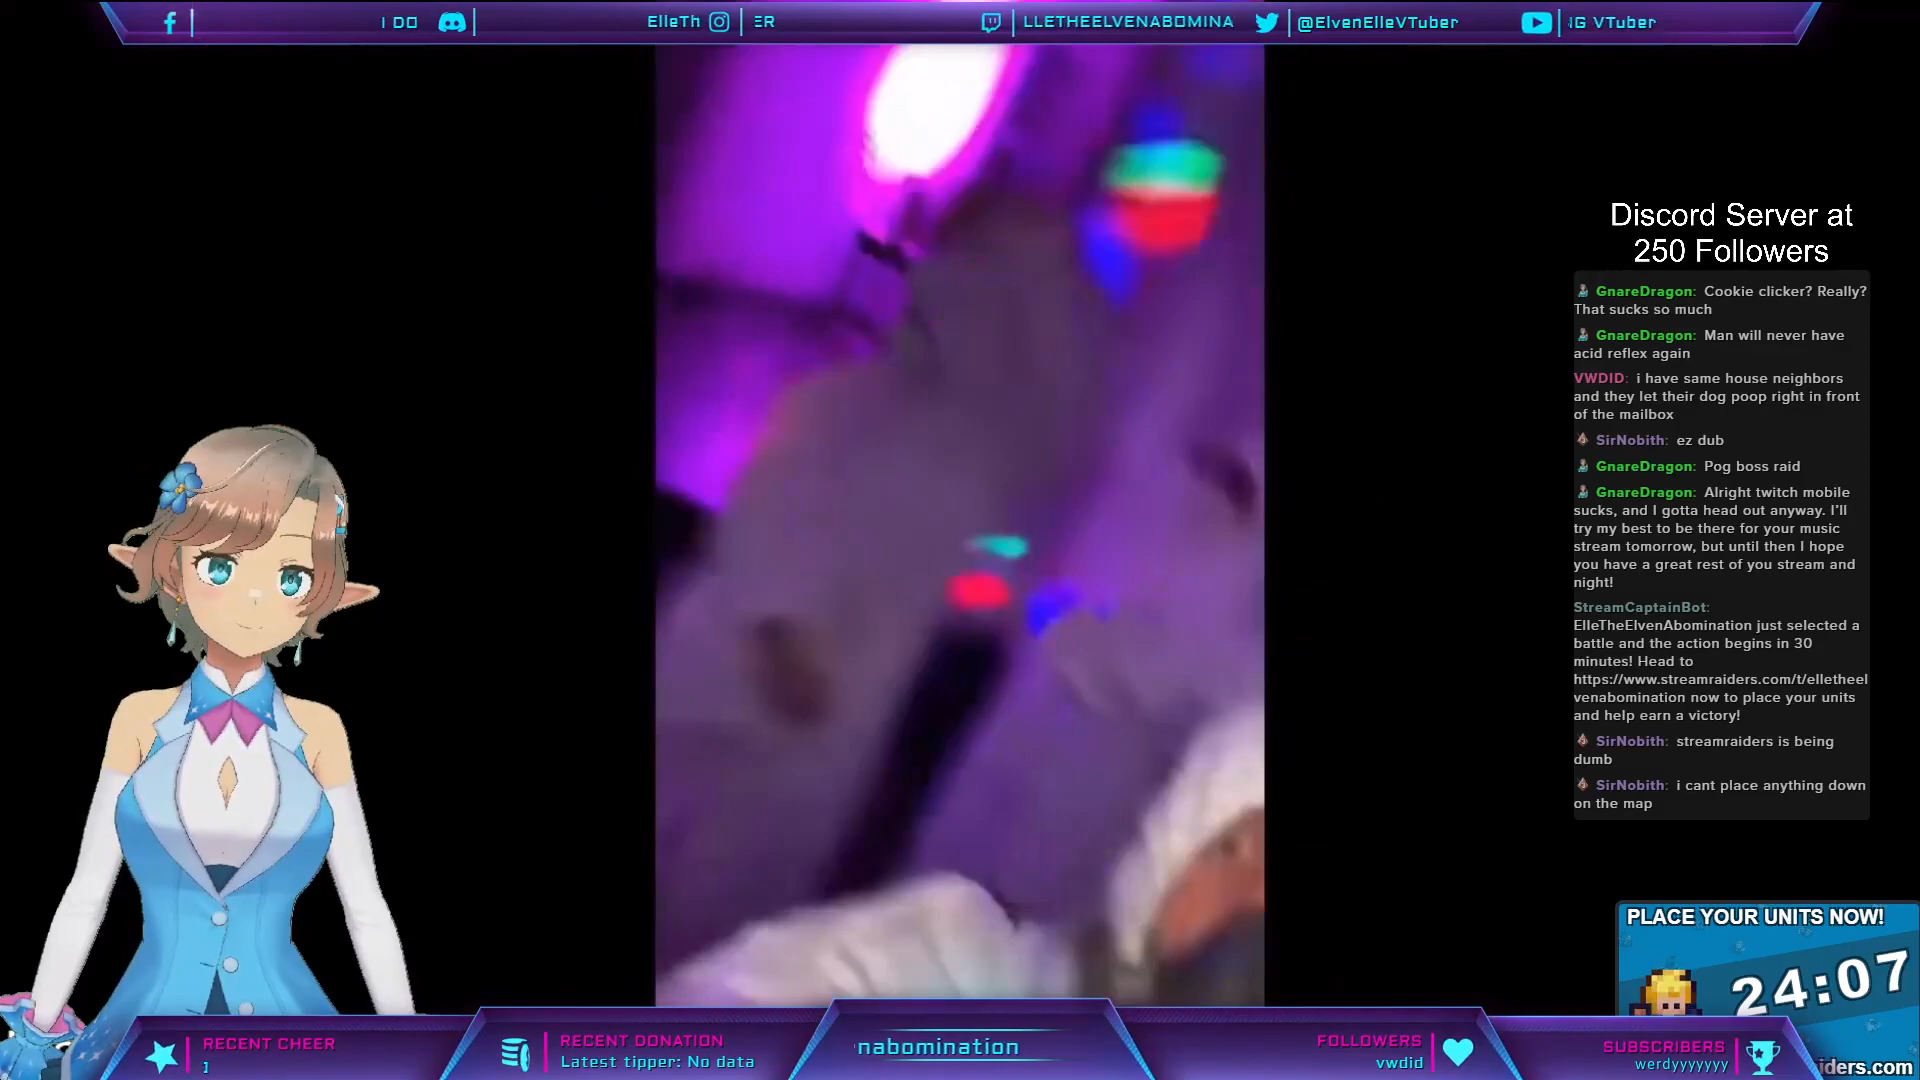 I DO
ElleTh
ER
LLETHEELVENABOMINA
@ElvenElleVTuber
IG VTuber
Discord Server at
250 Followers
GnareDragon: Cookie clicker? Really?
That sucks so much
GnareDragon: Man will never have
acid reflex again
VWDID: i have same house neighbors
and they let their dog poop right in front
of the mailbox
SirNobith: ez dub
GnareDragon: Pog boss raid
GnareDragon: Alright twitch mobile
sucks, and I gotta head out anyway. I'll
try my best to be there for your music
stream tomorrow, but until then I hope
you have a great rest of you stream and
night!
StreamCaptainBot:
ElleTheElvenAbomination just selected a
battle and the action begins in 30
minutes! Head to
https://www.streamraiders.com/t/elletheel
venabomination now to place your units
and help earn a victory!
SirNobith: streamraiders is being
dumb
SirNobith: i cant place anything down
on the map
PLACE YOUR UNITS NOW!
24:07
iders.com
RECENT CHEER
RECENT DONATION
Latest tipper: No data
nabomination
FOLLOWERS
vwdid
SUBSCRIBERS
werdyyyyyyy